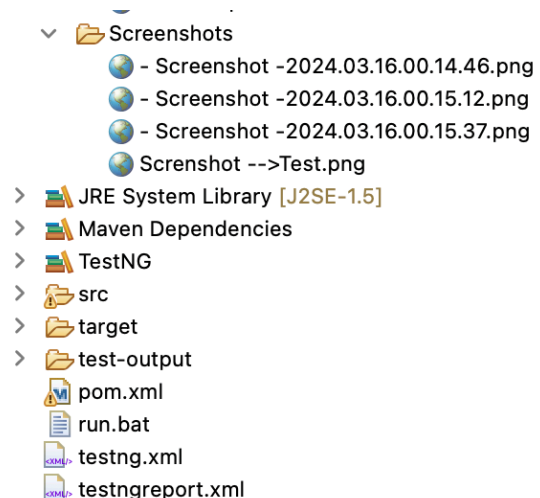 Screenshots
- Screenshot -2024.03.16.00.14.46.png
- Screenshot -2024.03.16.00.15.12.png
- Screenshot -2024.03.16.00.15.37.png
Screnshot -->Test.png
JRE System Library [J2SE-1.5]
Maven Dependencies
TestNG
src
target
test-output
pom.xml
run.bat
testng.xml
testngreport.xml